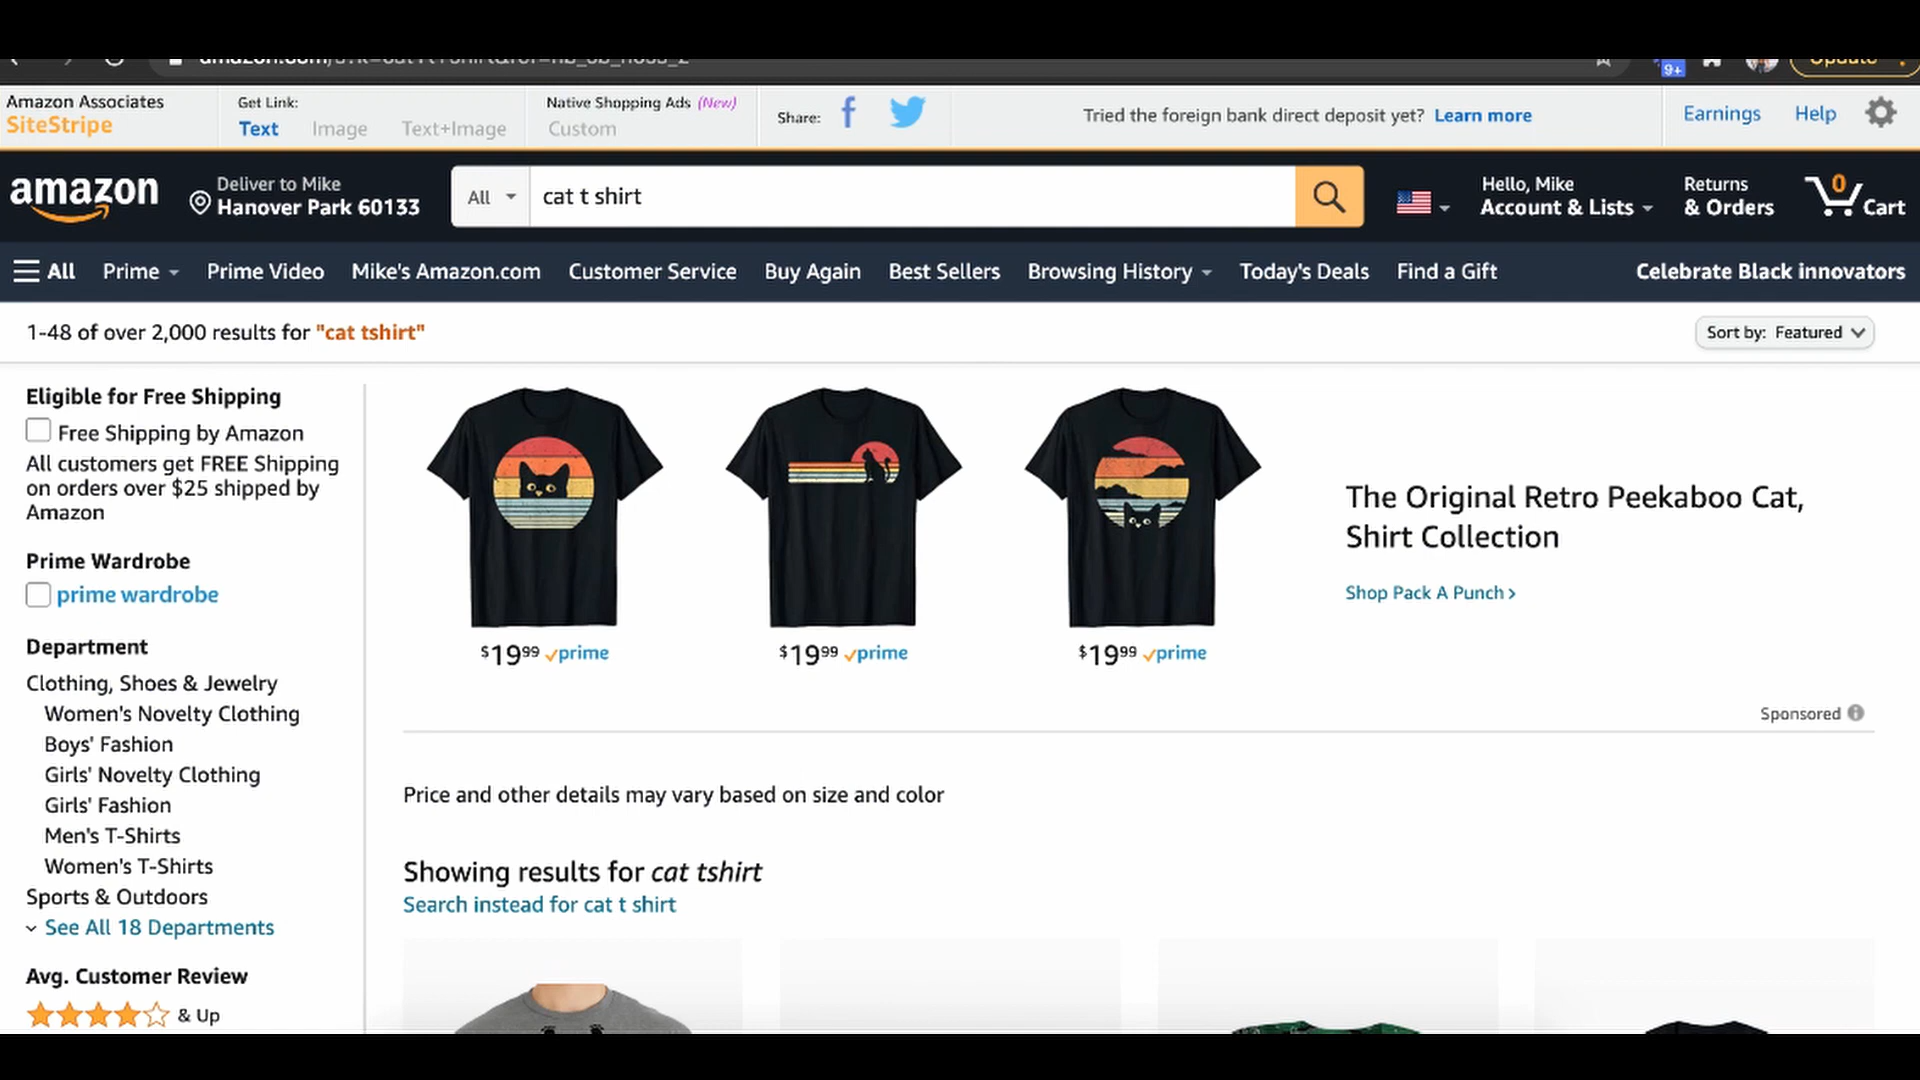 Amazon Associates
SiteStripe
Get Link:
Text Image Text+Image
Native Shopping Ads (New)
Custom
Share:
Tried the foreign bank direct deposit yet? Learn more
Earnings Help
amazon
Deliver to Mike
Hanover Park 60133
All
cat t shirt
Hello, Mike
Account & Lists
Returns
& Orders
0
Cart
9+
All Prime Prime Video Mike's Amazon.com Customer Service Buy Again Best Sellers Browsing History Today's Deals Find a Gift Celebrate Black innovators
1-48 of over 2,000 results for "cat tshirt"
Sort by: Featured
Eligible for Free Shipping
Free Shipping by Amazon
All customers get FREE Shipping
on orders over $25 shipped by
Amazon
Prime Wardrobe
prime wardrobe
Department
Clothing, Shoes & Jewelry
Women's Novelty Clothing
Boys' Fashion
Girls' Novelty Clothing
Girls' Fashion
Men's T-Shirts
Women's T-Shirts
Sports & Outdoors
See All 18 Departments
Avg. Customer Review
& Up
$19.99 prime
$19.99 prime
$19.99 prime
The Original Retro Peekaboo Cat,
Shirt Collection
Shop Pack A Punch ›
Sponsored
Price and other details may vary based on size and color
Showing results for cat tshirt
Search instead for cat t shirt